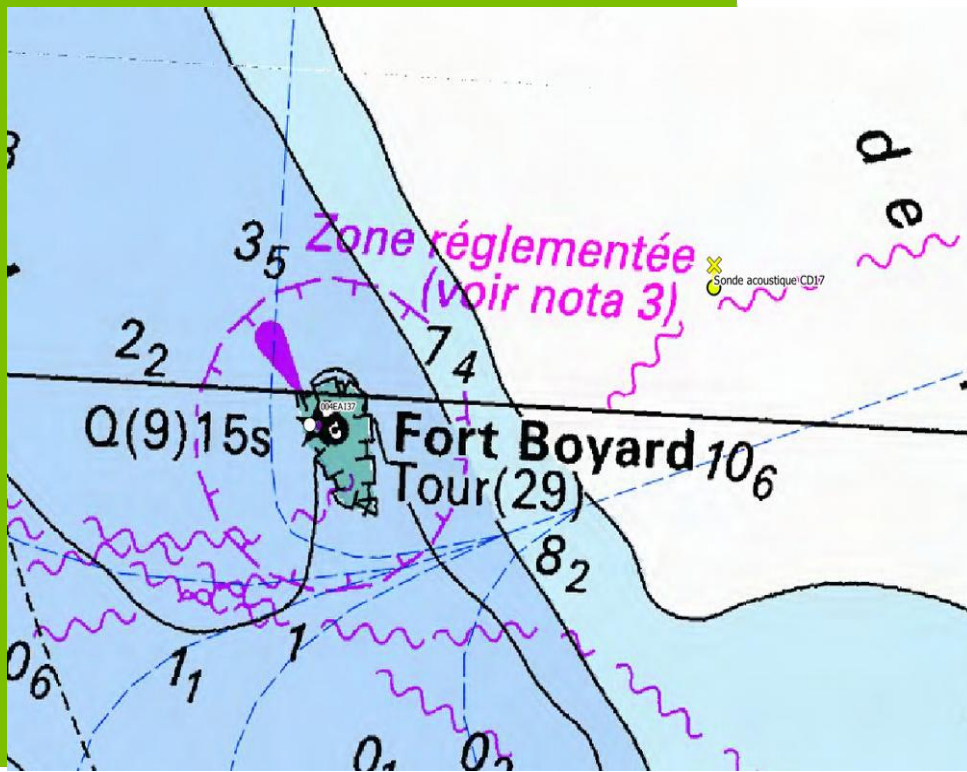 de
3₅ Zone réglementée
(voir nota 3)
Sonde acoustique CD17
2₂
7₄
004EA137
Q(9)15s
Fort Boyard 10₆
Tour(29)
8₂
0₆
1₁
1
0₁
0₂